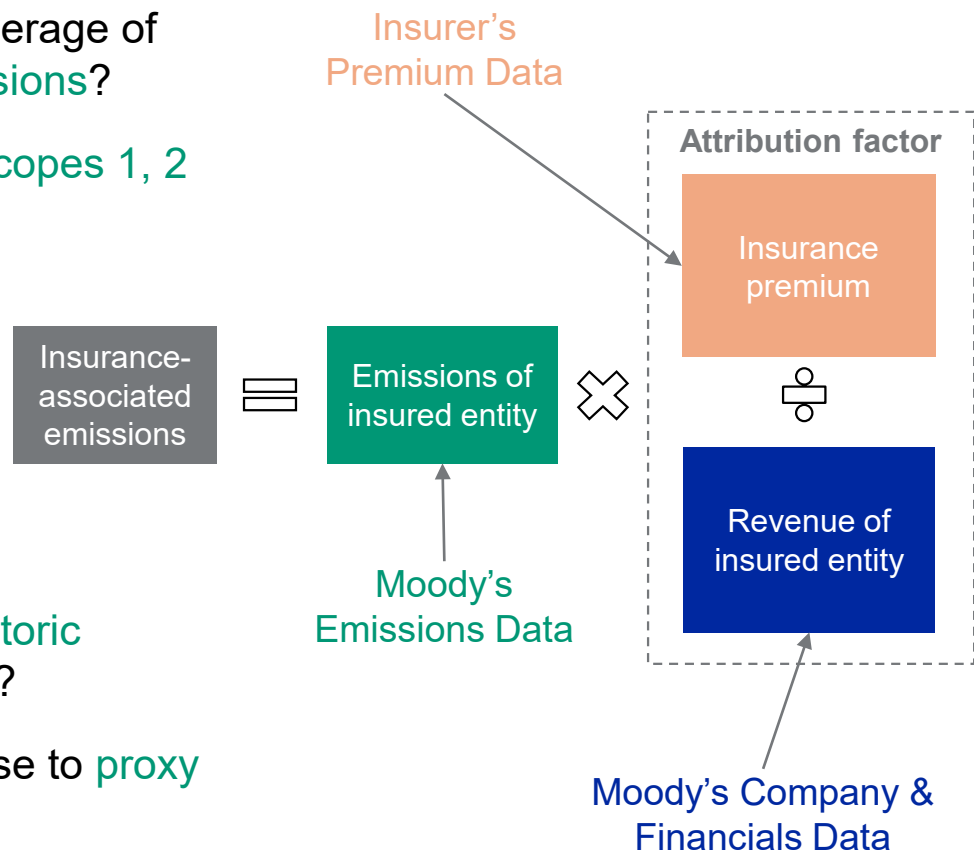 erage of
sions?
copes 1, 2
toric
?
se to proxy
Insurer's
Premium Data
Attribution factor
Insurance
premium
Insurance-
associated
emissions
Emissions of
insured entity
Revenue of
insured entity
Moody's
Emissions Data
Moody's Company &
Financials Data